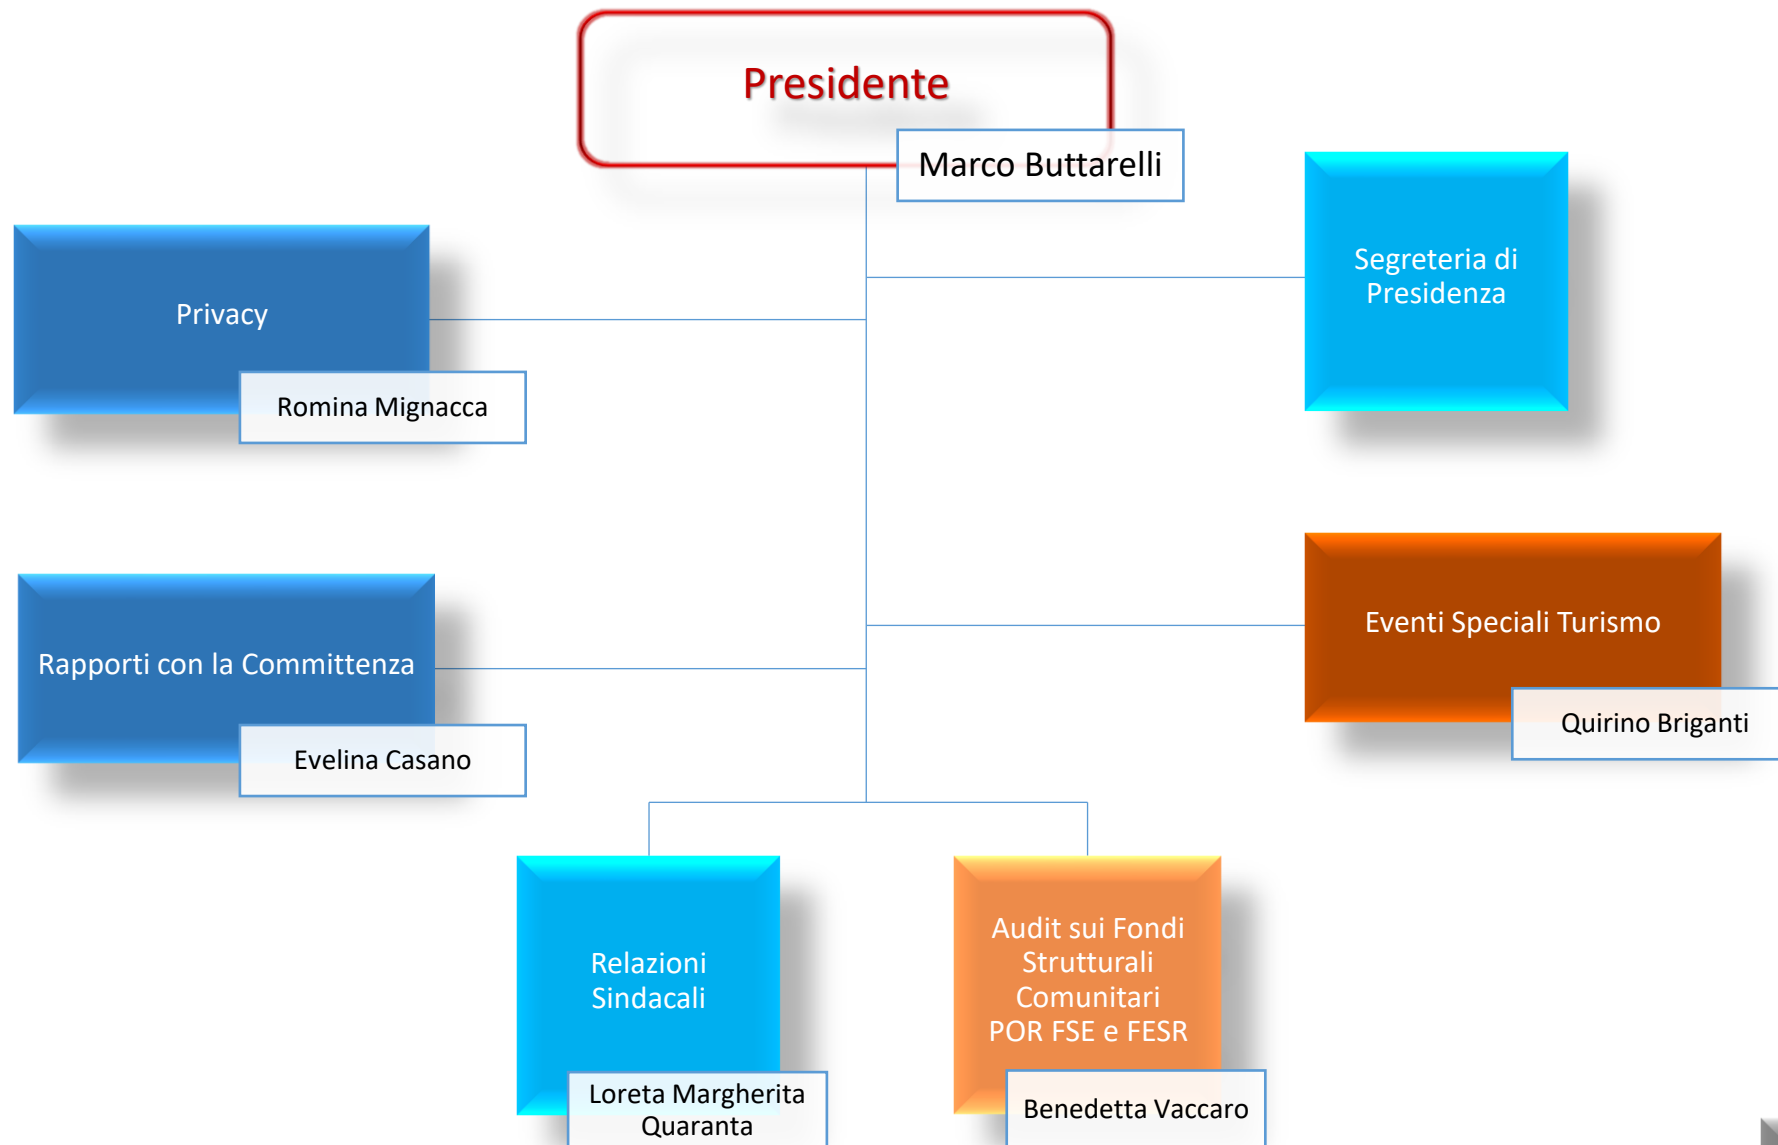 Presidente
Marco Buttarelli
Segreteria di
Presidenza
Privacy
Romina Mignacca
Eventi Speciali Turismo
Quirino Briganti
Rapporti con la Committenza
Evelina Casano
Relazioni
Sindacali
Loreta Margherita
Quaranta
Audit sui Fondi
Strutturali
Comunitari
POR FSE e FESR
Benedetta Vaccaro